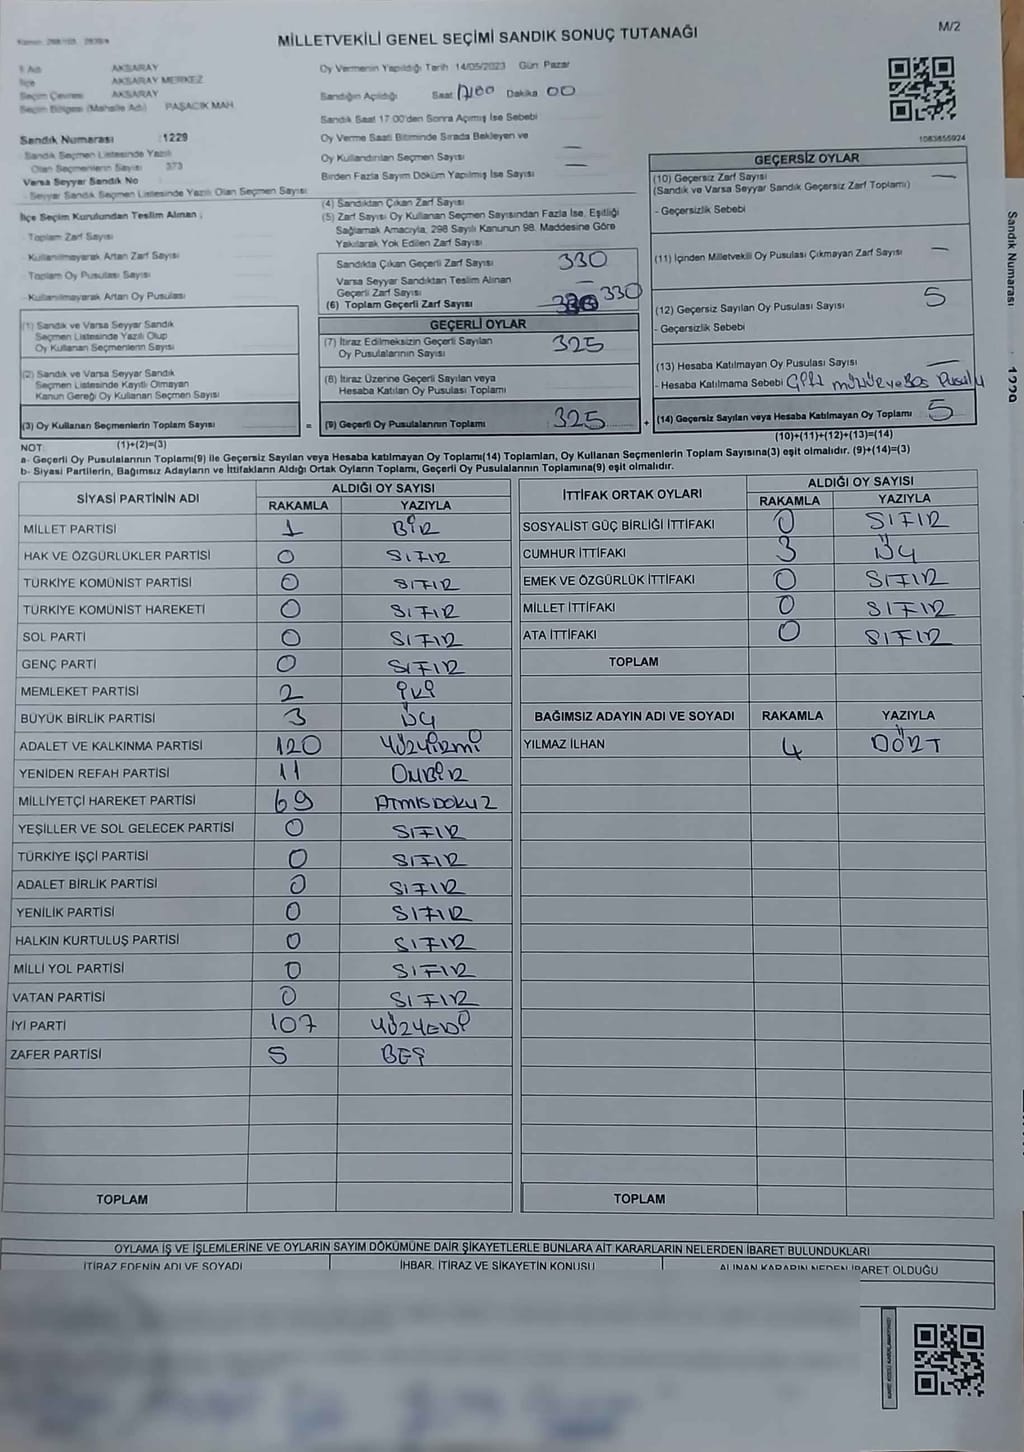 MİLLETVEKİLİ GENEL SEÇİMİ SANDIK SONUÇ TUTANAĞI
M/2
İl Adı AKSARAY
İlçe AKSARAY MERKEZ
Seçim Çevresi AKSARAY
Seçim Bölgesi (Mahalle Adı) PAŞACIK MAH.
Sandık Numarası : 1229
Sandık Seçmen Listesinde Yazılı
Olan Seçmenlerin Sayısı 373
Varsa Seyyar Sandık No
- Seyyar Sandık Seçmen Listesinde Yazılı Olan Seçmen Sayısı
Oy Vermenin Yapıldığı Tarih 14/05/2023 Gün: Pazar
Sandığın Açıldığı Saat 17:00 Dakika 00
Sandık Saat 17.00'den Sonra Açımış İse Sebebi
Oy Verme Saati Bitiminde Sırada Bekleyen ve
Oy Kullandırılan Seçmen Sayısı
Birden Fazla Sayım Döküm Yapılmış İse Sayısı
1083855924
İlçe Seçim Kurulundan Teslim Alınan :
- Toplam Zarf Sayısı
- Kullanılmayarak Artan Zarf Sayısı
- Toplam Oy Pusulası Sayısı
- Kullanılmayarak Artan Oy Pusulası
(4) Sandıktan Çıkan Zarf Sayısı
(5) Zarf Sayısı Oy Kullanan Seçmen Sayısından Fazla İse, Eşitliği
Sağlamak Amacıyla, 298 Sayılı Kanunun 98. Maddesine Göre
Yakılarak Yok Edilen Zarf Sayısı
Sandıkta Çıkan Geçerli Zarf Sayısı 330
Varsa Seyyar Sandıktan Teslim Alınan
Geçerli Zarf Sayısı
(6) Toplam Geçerli Zarf Sayısı 330
GEÇERLİ OYLAR
(7) İtiraz Edilmeksizin Geçerli Sayılan
Oy Pusulalarının Sayısı 325
(8) İtiraz Üzerine Geçerli Sayılan veya
Hesaba Katılan Oy Pusulası Toplamı
(9) Geçerli Oy Pusulalarının Toplamı 325
GEÇERSİZ OYLAR
(10) Geçersiz Zarf Sayısı —
(Sandık ve Varsa Seyyar Sandık Geçersiz Zarf Toplamı)
- Geçersizlik Sebebi
(11) İçinden Milletvekili Oy Pusulası Çıkmayan Zarf Sayısı —
(12) Geçersiz Sayılan Oy Pusulası Sayısı 5
- Geçersizlik Sebebi
(13) Hesaba Katılmayan Oy Pusulası Sayısı —
- Hesaba Katılmama Sebebi
+ (14) Geçersiz Sayılan veya Hesaba Katılmayan Oy Toplamı 5
(10)+(11)+(12)+(13)=(14)
(1) Sandık ve Varsa Seyyar Sandık
Seçmen Listesinde Yazılı Olup
Oy Kullanan Seçmenlerin Sayısı
(2) Sandık ve Varsa Seyyar Sandık
Seçmen Listesinde Kayıtlı Olmayan
Kanun Gereği Oy Kullanan Seçmen Sayısı
(3) Oy Kullanan Seçmenlerin Toplam Sayısı =
NOT: (1)+(2)=(3)
a- Geçerli Oy Pusulalarının Toplamı(9) ile Geçersiz Sayılan veya Hesaba katılmayan Oy Toplamı(14) Toplamları, Oy Kullanan Seçmenlerin Toplam Sayısına(3) eşit olmalıdır. (9)+(14)=(3)
b- Siyasi Partilerin, Bağımsız Adayların ve İttifakların Aldığı Ortak Oyların Toplamı, Geçerli Oy Pusulalarının Toplamına(9) eşit olmalıdır.
Sandık Numarası : 1229
SİYASİ PARTİNİN ADI ALDIĞI OY SAYISI
RAKAMLA YAZIYLA
MİLLET PARTİSİ 1 BİR
HAK VE ÖZGÜRLÜKLER PARTİSİ 0 SIFIR
TÜRKİYE KOMÜNİST PARTİSİ 0 SIFIR
TÜRKİYE KOMÜNİST HAREKETİ 0 SIFIR
SOL PARTİ 0 SIFIR
GENÇ PARTİ 0 SIFIR
MEMLEKET PARTİSİ 2 İKİ
BÜYÜK BİRLİK PARTİSİ 3 ÜÇ
ADALET VE KALKINMA PARTİSİ 120 YÜZYİRMİ
YENİDEN REFAH PARTİSİ 11 ONBİR
MİLLİYETÇİ HAREKET PARTİSİ 69 ATMISDOKUZ
YEŞİLLER VE SOL GELECEK PARTİSİ 0 SIFIR
TÜRKİYE İŞÇİ PARTİSİ 0 SIFIR
ADALET BİRLİK PARTİSİ 0 SIFIR
YENİLİK PARTİSİ 0 SIFIR
HALKIN KURTULUŞ PARTİSİ 0 SIFIR
MİLLİ YOL PARTİSİ 0 SIFIR
VATAN PARTİSİ 0 SIFIR
İYİ PARTİ 107 YÜZYEDİ
ZAFER PARTİSİ 5 BEŞ
TOPLAM
İTTİFAK ORTAK OYLARI ALDIĞI OY SAYISI
RAKAMLA YAZIYLA
SOSYALİST GÜÇ BİRLİĞİ İTTİFAKI 0 SIFIR
CUMHUR İTTİFAKI 3 ÜÇ
EMEK VE ÖZGÜRLÜK İTTİFAKI 0 SIFIR
MİLLET İTTİFAKI 0 SIFIR
ATA İTTİFAKI 0 SIFIR
TOPLAM
BAĞIMSIZ ADAYIN ADI VE SOYADI RAKAMLA YAZIYLA
YILMAZ İLHAN 4 DÖRT
TOPLAM
OYLAMA İŞ VE İŞLEMLERİNE VE OYLARIN SAYIM DÖKÜMÜNE DAİR ŞİKAYETLERLE BUNLARA AİT KARARLARIN NELERDEN İBARET BULUNDUKLARI
İTİRAZ EDENİN ADI VE SOYADI İHBAR, İTİRAZ VE ŞİKAYETİN KONUSU ALINAN KARARIN NEDEN İBARET OLDUĞU